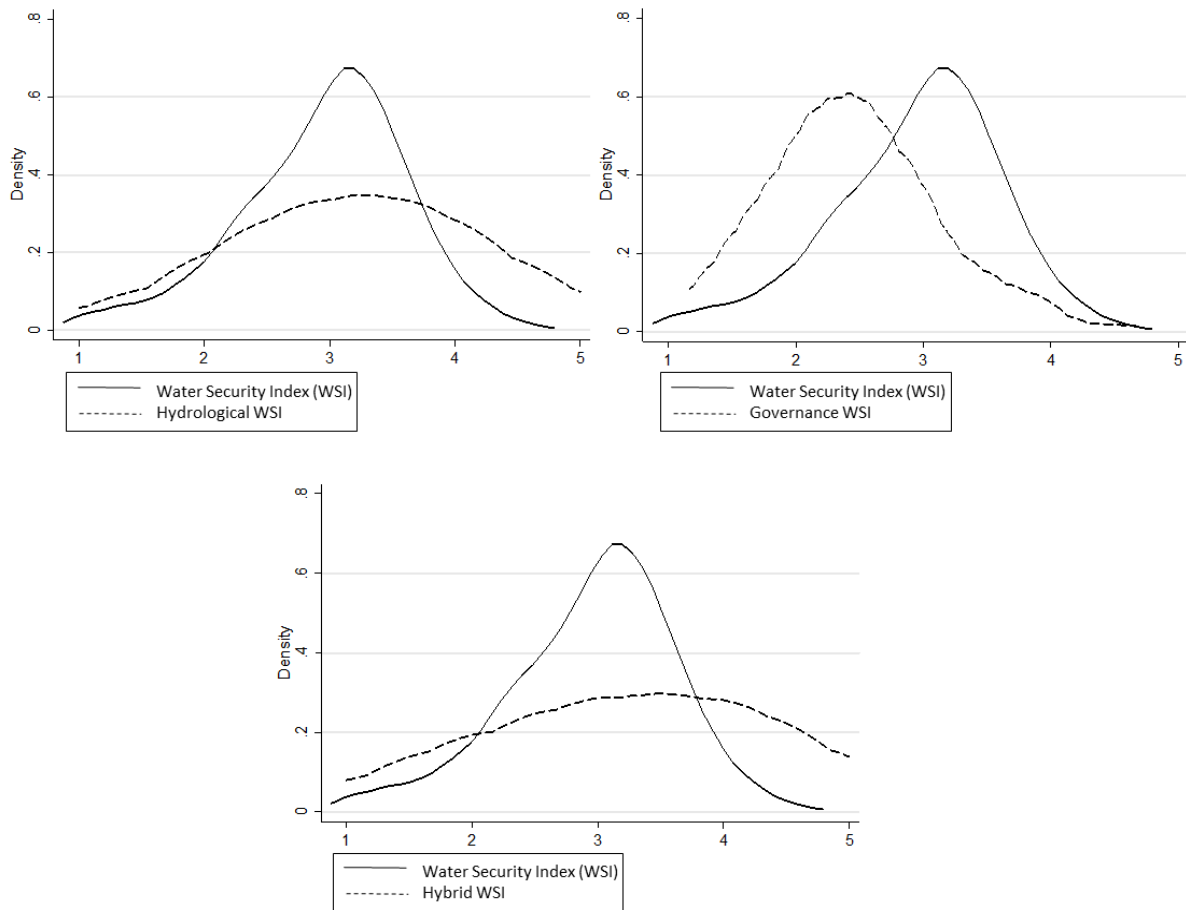 .8
.6
.4
.2
0
Density
1 2 3 4 5
Water Security Index (WSI)
Hydrological WSI
.8
.6
.4
.2
0
Density
1 2 3 4 5
Water Security Index (WSI)
Governance WSI
.8
.6
.4
.2
0
Density
1 2 3 4 5
Water Security Index (WSI)
Hybrid WSI